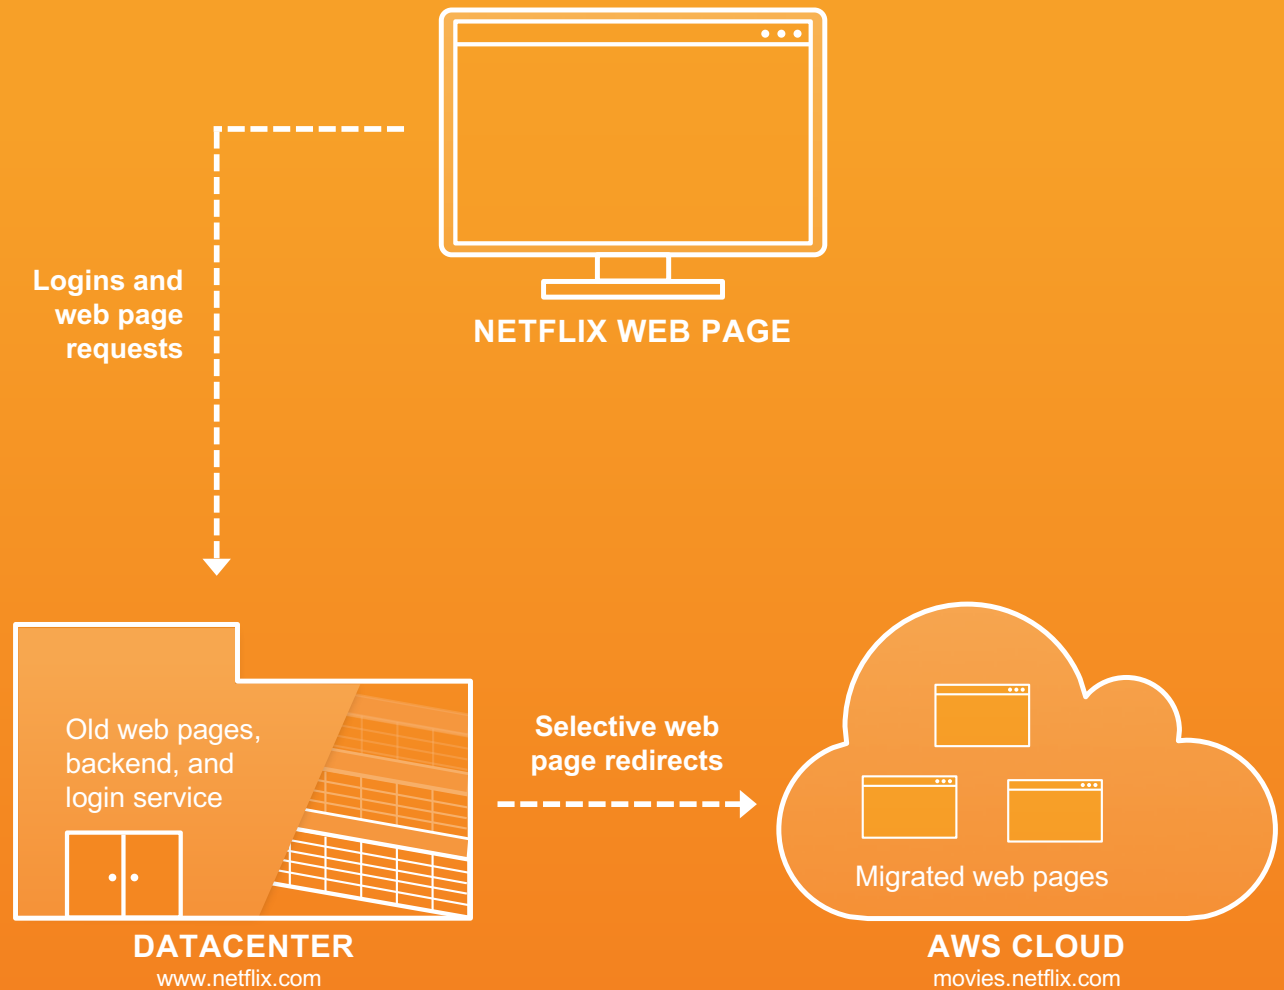 NETFLIX WEB PAGE
Logins and
web page
requests
Old web pages,
backend, and
login service
Selective web
page redirects
Migrated web pages
DATACENTER
www.netflix.com
AWS CLOUD
movies.netflix.com